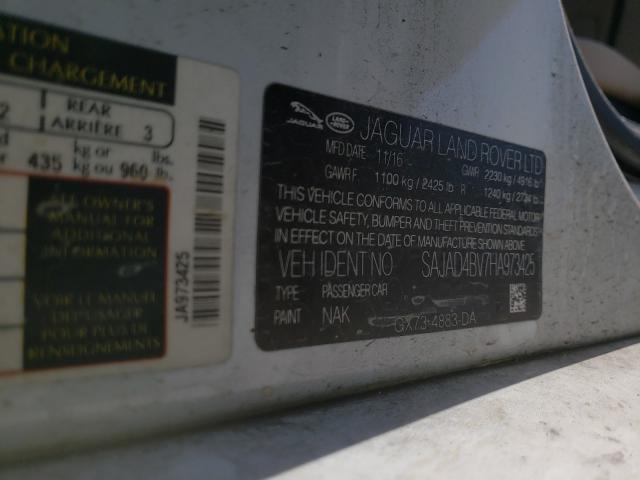 ATION
CHARGEMENT
2 REAR 3
ARRIÈRE
435 kg or lbs.
kg ou 960 lb.
ALL OWNER'S
MANUAL FOR
ADDITIONAL
INFORMATION
VOIR LE MANUEL
DE L'USAGER
POUR PLUS DE
RENSEIGNEMENTS
JA973425
JAGUAR LAND ROVER JAGUAR LAND ROVER LTD
MFD DATE 11/16 GVWR 2230 kg / 4916 lb
GAWR F. 1100 kg / 2425 lb R 1240 kg / 2734 lb
THIS VEHICLE CONFORMS TO ALL APPLICABLE FEDERAL MOTOR
VEHICLE SAFETY, BUMPER AND THEFT PREVENTION STANDARDS
IN EFFECT ON THE DATE OF MANUFACTURE SHOWN ABOVE.
VEH IDENT NO. SAJAD4BV7HA973425
TYPE PASSENGER CAR
PAINT NAK GX73-4883-DA